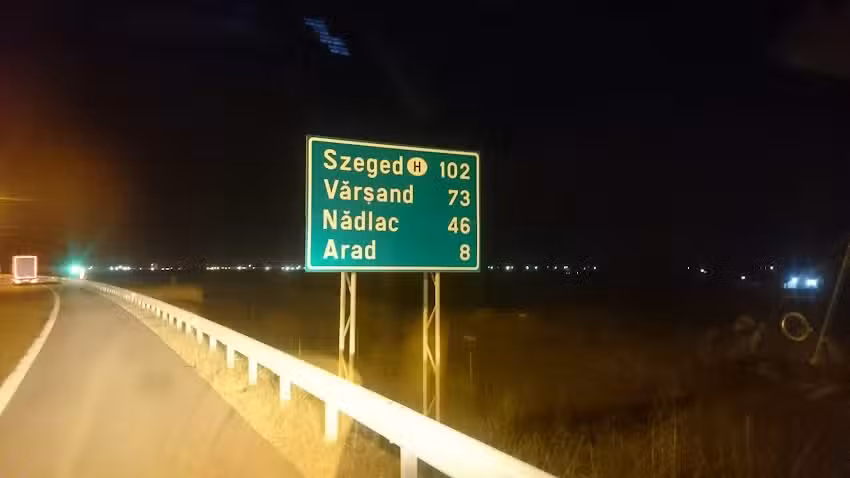 Szeged H 102
Vărșand 73
Nădlac 46
Arad 8